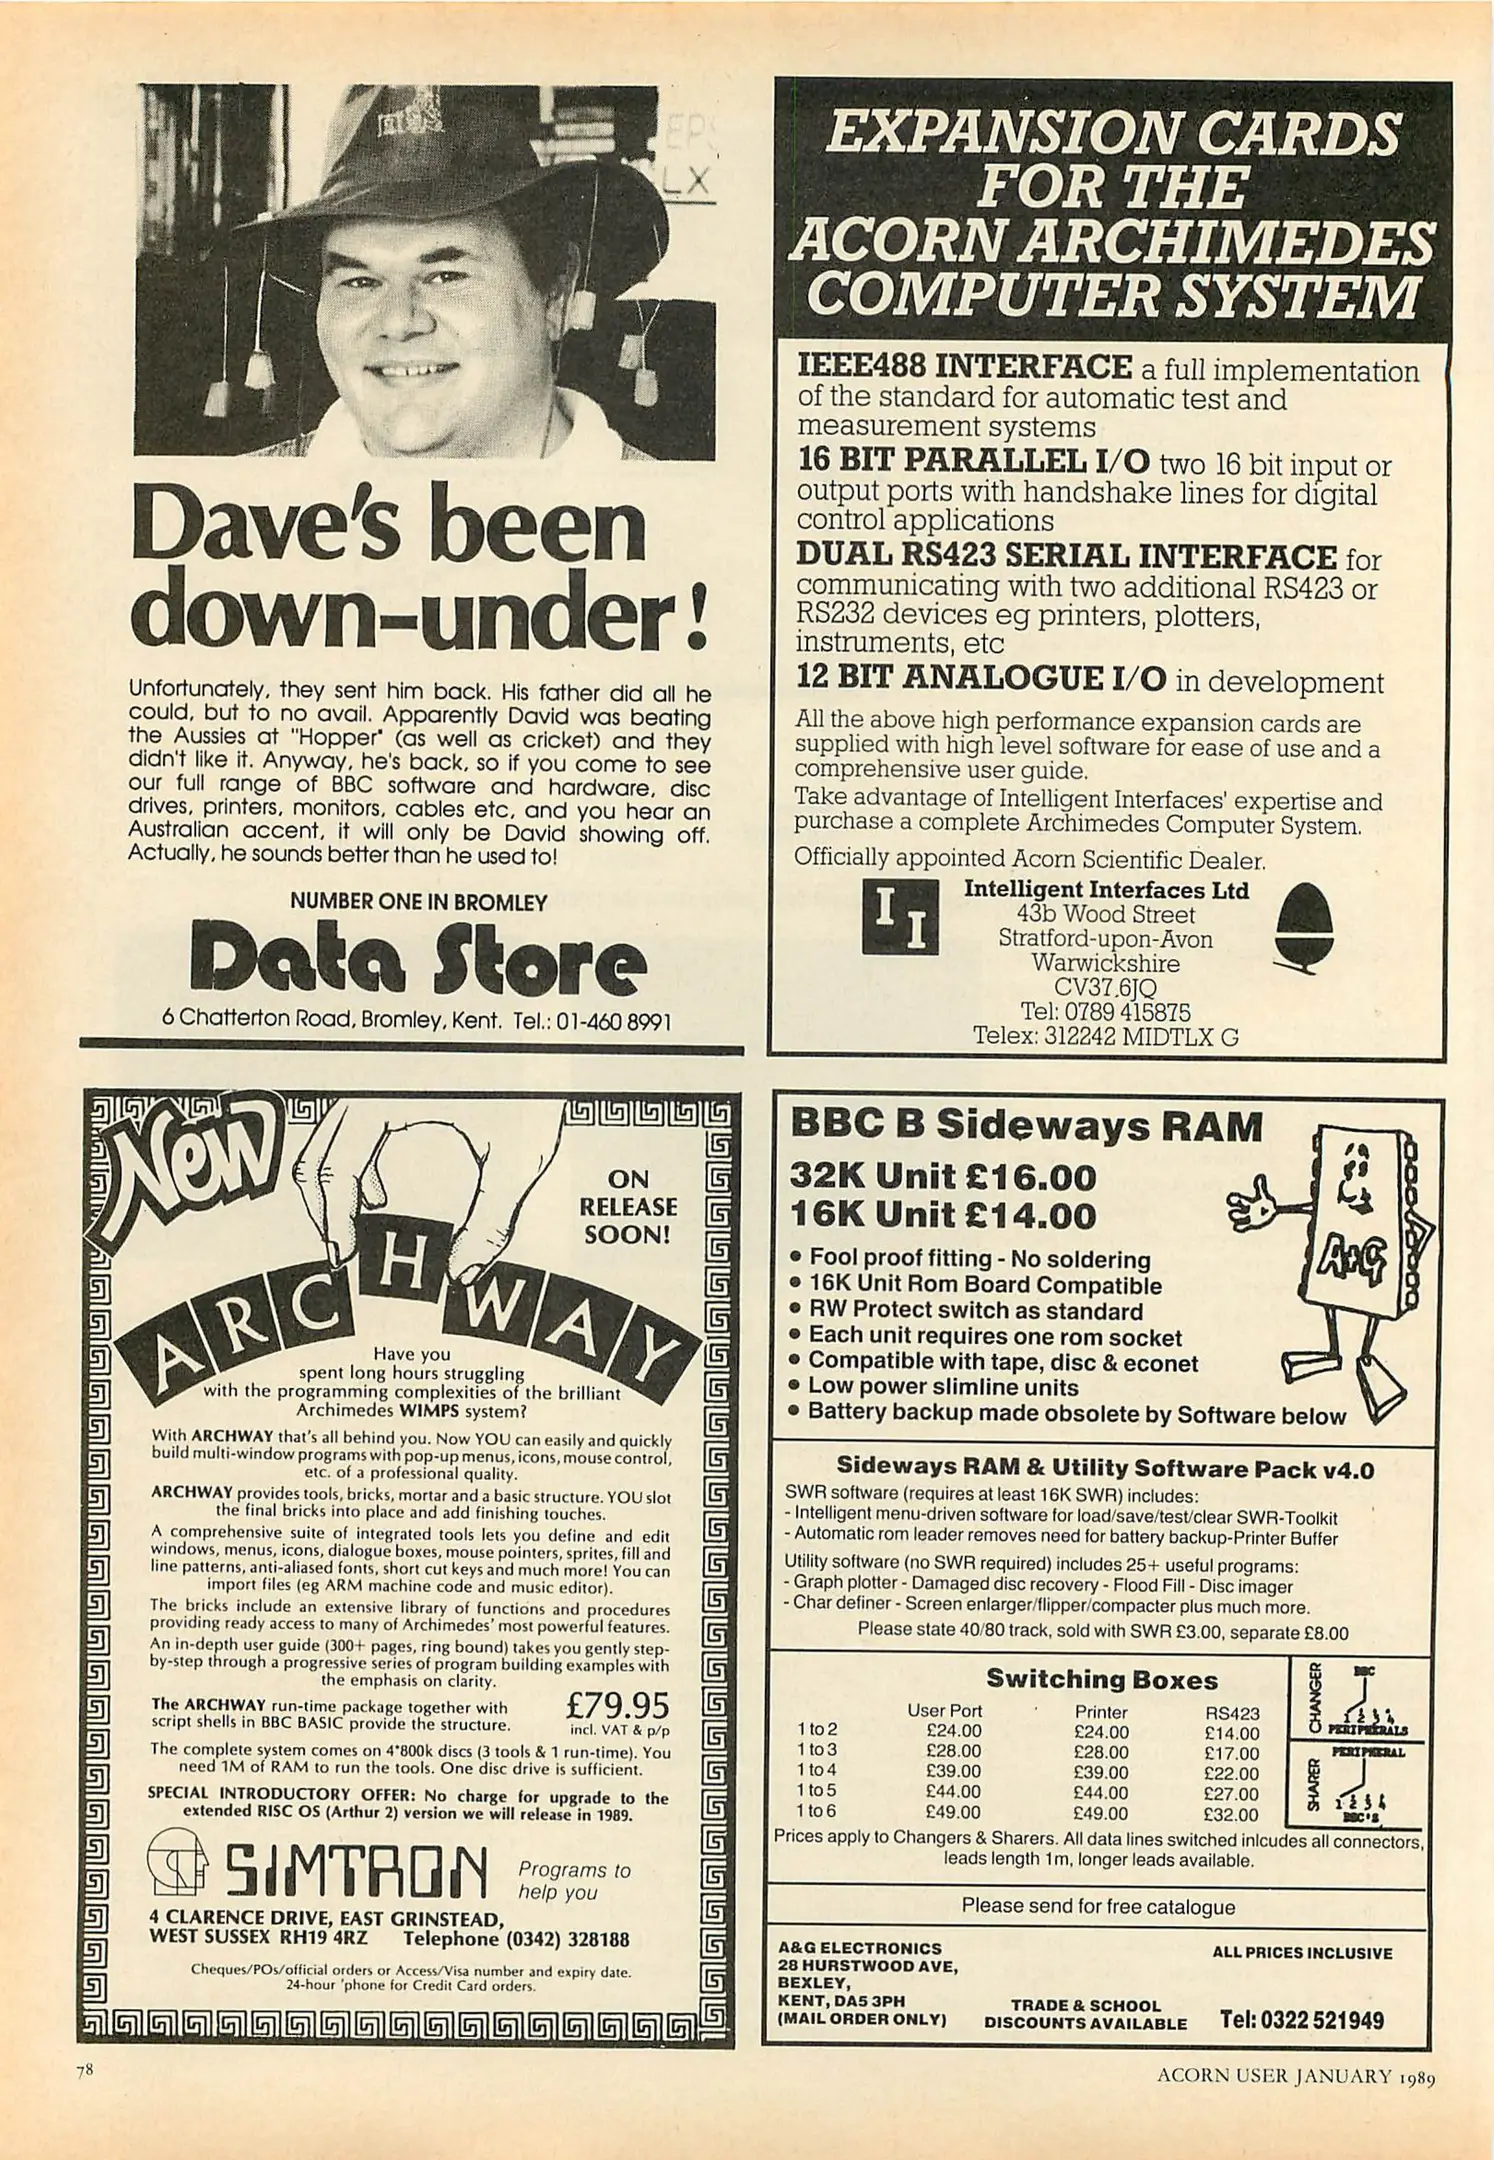 EPS
LX
Dave's been
down-under!
Unfortunately, they sent him back. His father did all he
could, but to no avail. Apparently David was beating
the Aussies at "Hopper" (as well as cricket) and they
didn't like it. Anyway, he's back, so if you come to see
our full range of BBC software and hardware, disc
drives, printers, monitors, cables etc, and you hear an
Australian accent, it will only be David showing off.
Actually, he sounds better than he used to!
NUMBER ONE IN BROMLEY
Data Store
6 Chatterton Road, Bromley, Kent. Tel.: 01-460 8991
EXPANSION CARDS
FOR THE
ACORN ARCHIMEDES
COMPUTER SYSTEM
IEEE488 INTERFACE a full implementation
of the standard for automatic test and
measurement systems
16 BIT PARALLEL I/O two 16 bit input or
output ports with handshake lines for digital
control applications
DUAL RS423 SERIAL INTERFACE for
communicating with two additional RS423 or
RS232 devices eg printers, plotters,
instruments, etc
12 BIT ANALOGUE I/O in development
All the above high performance expansion cards are
supplied with high level software for ease of use and a
comprehensive user guide.
Take advantage of Intelligent Interfaces' expertise and
purchase a complete Archimedes Computer System.
Officially appointed Acorn Scientific Dealer.
II
Intelligent Interfaces Ltd
43b Wood Street
Stratford-upon-Avon
Warwickshire
CV37 6JQ
Tel: 0789 415875
Telex: 312242 MIDTLX G
New
ON
RELEASE
SOON!
ARCHWAY
Have you
spent long hours struggling
with the programming complexities of the brilliant
Archimedes WIMPS system?
With ARCHWAY that's all behind you. Now YOU can easily and quickly
build multi-window programs with pop-up menus, icons, mouse control,
etc. of a professional quality.
ARCHWAY provides tools, bricks, mortar and a basic structure. YOU slot
the final bricks into place and add finishing touches.
A comprehensive suite of integrated tools lets you define and edit
windows, menus, icons, dialogue boxes, mouse pointers, sprites, fill and
line patterns, anti-aliased fonts, short cut keys and much more! You can
import files (eg ARM machine code and music editor).
The bricks include an extensive library of functions and procedures
providing ready access to many of Archimedes' most powerful features.
An in-depth user guide (300+ pages, ring bound) takes you gently step-
by-step through a progressive series of program building examples with
the emphasis on clarity.
The ARCHWAY run-time package together with
script shells in BBC BASIC provide the structure.
£79.95
incl. VAT & p/p
The complete system comes on 4*800k discs (3 tools & 1 run-time). You
need 1M of RAM to run the tools. One disc drive is sufficient.
SPECIAL INTRODUCTORY OFFER: No charge for upgrade to the
extended RISC OS (Arthur 2) version we will release in 1989.
SIMTRON
Programs to
help you
4 CLARENCE DRIVE, EAST GRINSTEAD,
WEST SUSSEX RH19 4RZ Telephone (0342) 328188
Cheques/POs/official orders or Access/Visa number and expiry date.
24-hour 'phone for Credit Card orders.
BBC B Sideways RAM
32K Unit £16.00
16K Unit £14.00
• Fool proof fitting - No soldering
• 16K Unit Rom Board Compatible
• RW Protect switch as standard
• Each unit requires one rom socket
• Compatible with tape, disc & econet
• Low power slimline units
• Battery backup made obsolete by Software below
A&G
Sideways RAM & Utility Software Pack v4.0
SWR software (requires at least 16K SWR) includes:
- Intelligent menu-driven software for load/save/test/clear SWR-Toolkit
- Automatic rom leader removes need for battery backup-Printer Buffer
Utility software (no SWR required) includes 25+ useful programs:
- Graph plotter - Damaged disc recovery - Flood Fill - Disc imager
- Char definer - Screen enlarger/flipper/compacter plus much more.
Please state 40/80 track, sold with SWR £3.00, separate £8.00
Switching Boxes
User Port Printer RS423
1 to 2 £24.00 £24.00 £14.00
1 to 3 £28.00 £28.00 £17.00
1 to 4 £39.00 £39.00 £22.00
1 to 5 £44.00 £44.00 £27.00
1 to 6 £49.00 £49.00 £32.00
CHANGER
BBC
1 2 3 4
PERIPHERALS
SHARER
PERIPHERAL
1 2 3 4
BBC'S
Prices apply to Changers & Sharers. All data lines switched inlcudes all connectors,
leads length 1m, longer leads available.
Please send for free catalogue
A&G ELECTRONICS
28 HURSTWOOD AVE,
BEXLEY,
KENT, DA5 3PH
(MAIL ORDER ONLY)
TRADE & SCHOOL
DISCOUNTS AVAILABLE
ALL PRICES INCLUSIVE
Tel: 0322 521949
78
ACORN USER JANUARY 1989